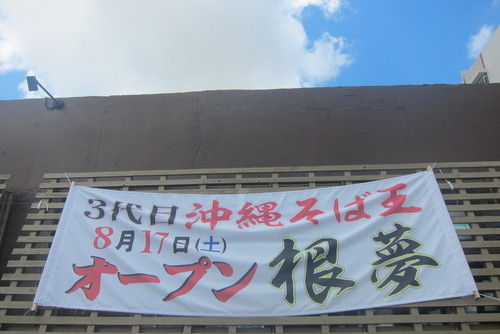 3代目 沖縄そば王
8月17日(土)
オープン 根夢